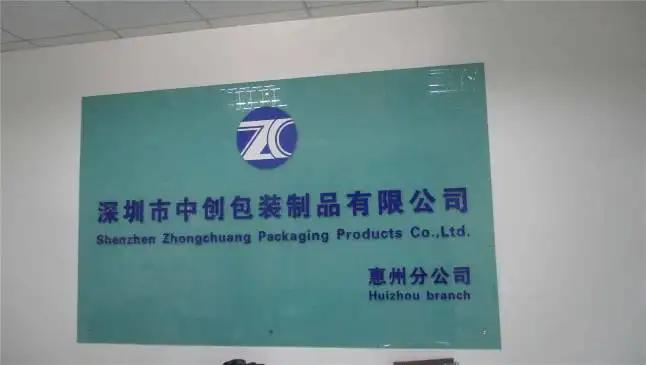 ZC
深圳市中创包装制品有限公司
Shenzhen Zhongchuang Packaging Products Co.,Ltd.
惠州分公司
Huizhou branch